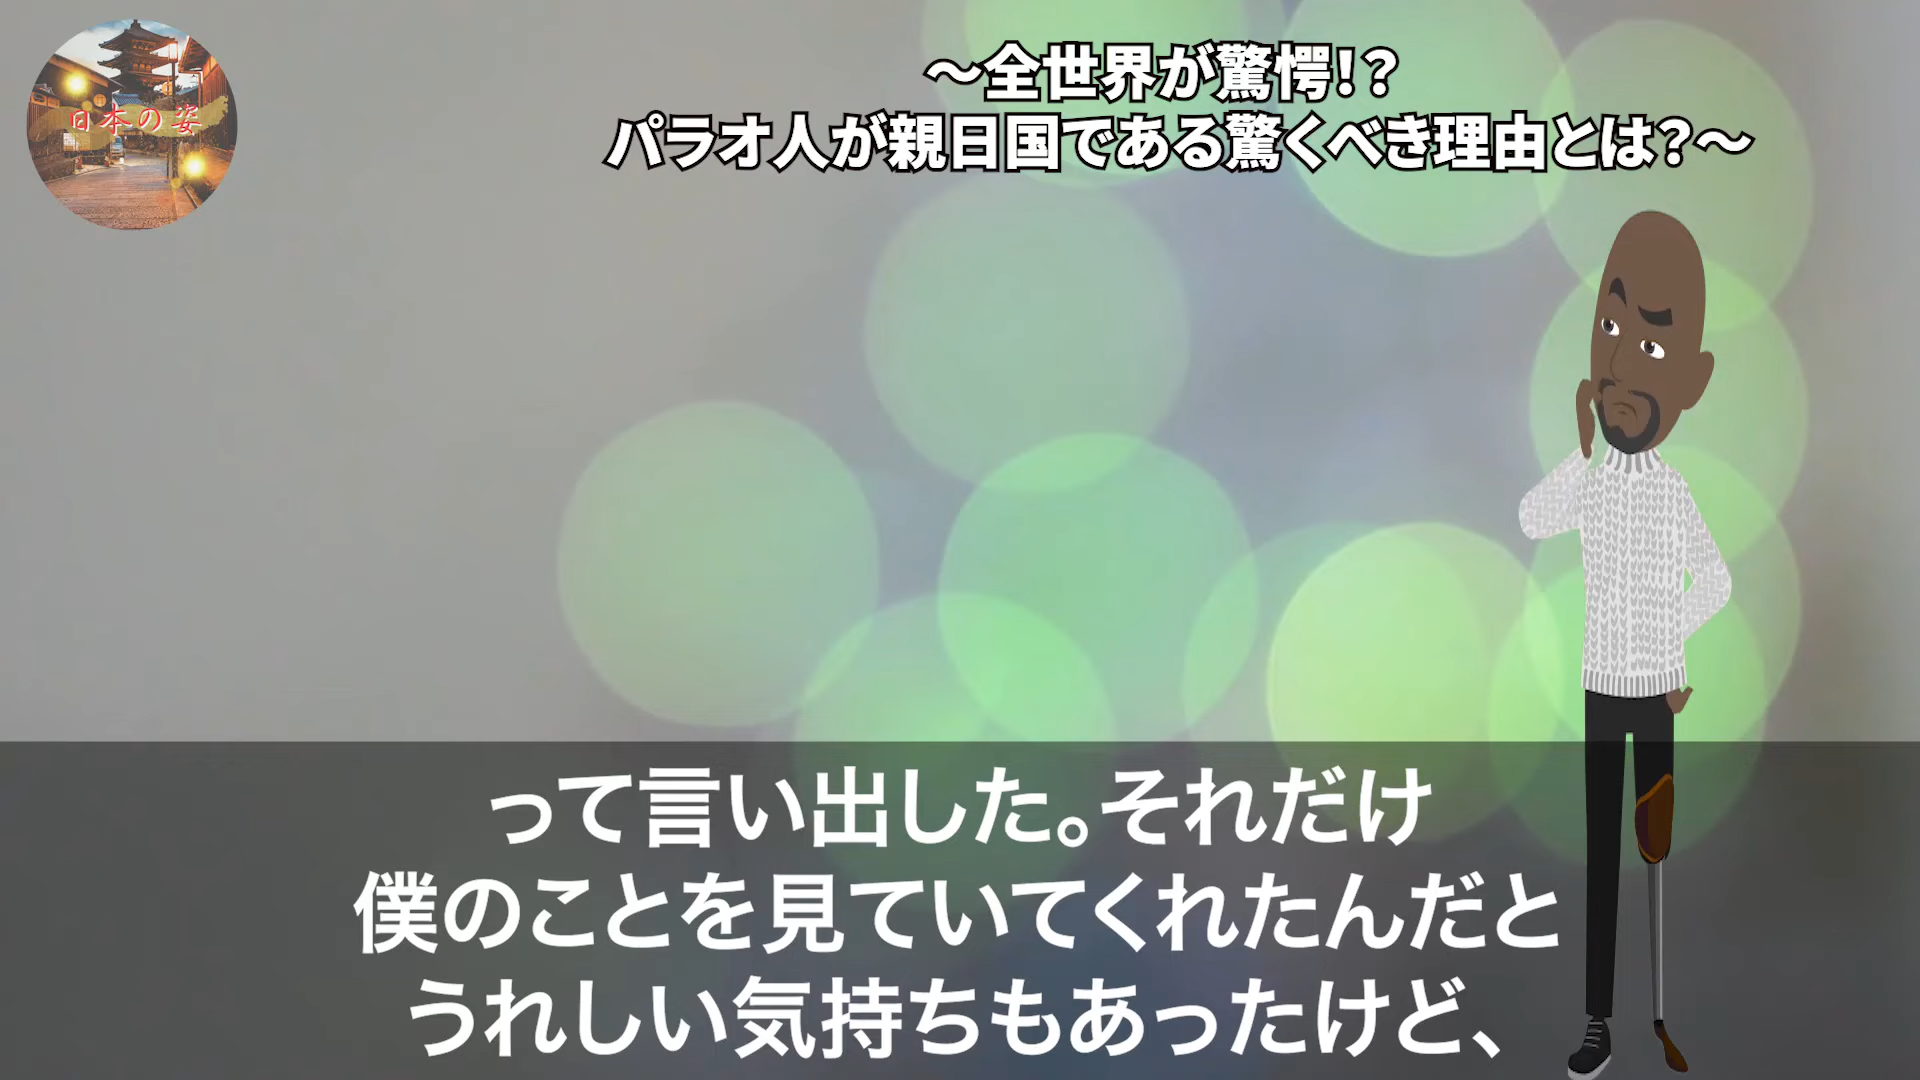 日本の姿
～全世界が驚愕!?
パラオ人が親日国である驚くべき理由とは?～
って言い出した。それだけ
僕のことを見ていてくれたんだと
うれしい気持ちもあったけど、